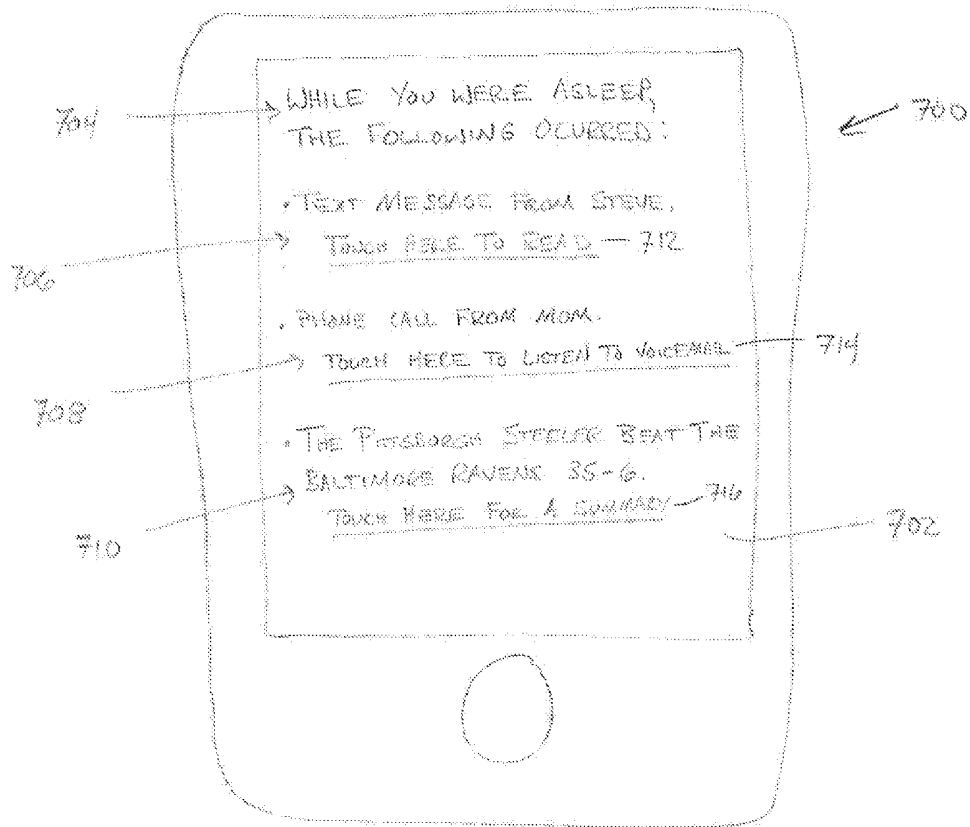 704
WHILE YOU WERE ASLEEP,
THE FOLLOWING OCURRED:
700
• TEXT MESSAGE FROM STEVE.
706
TOUCH HERE TO READ — 712
• PHONE CALL FROM MOM.
708
TOUCH HERE TO LISTEN TO VOICEMAIL 714
• THE PITTSBURGH STEELER BEAT THE
BALTIMORE RAVENS 35-6.
710
TOUCH HERE FOR A SUMMARY 716
702